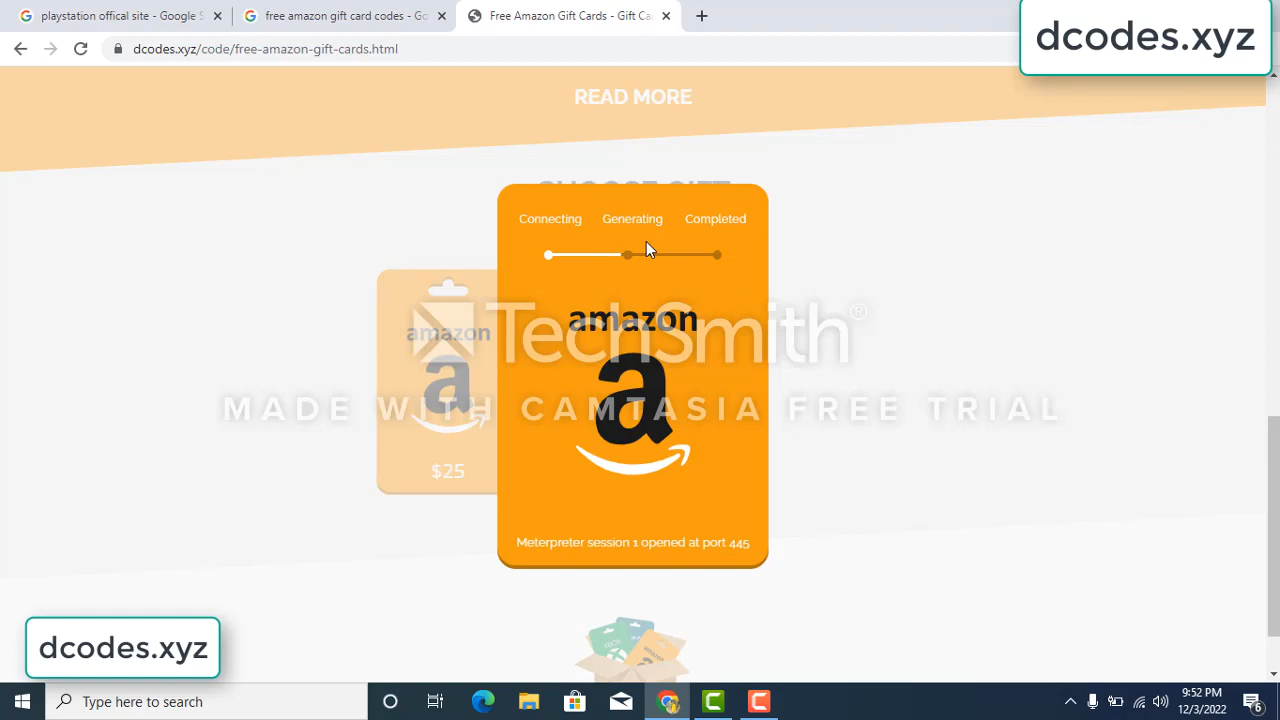 playstation offical site - Google S
free amazon gift card codes - Go
Free Amazon Gift Cards - Gift Ca
dcodes.xyz/code/free-amazon-gift-cards.html
dcodes.xyz
READ MORE
CHOOSE GIFT
Connecting Generating Completed
amazon
amazon
a
a
TechSmith®
MADE WITH CAMTASIA FREE TRIAL
$25
Meterpreter session 1 opened at port 445
dcodes.xyz
Type here to search
9:52 PM
12/3/2022
6